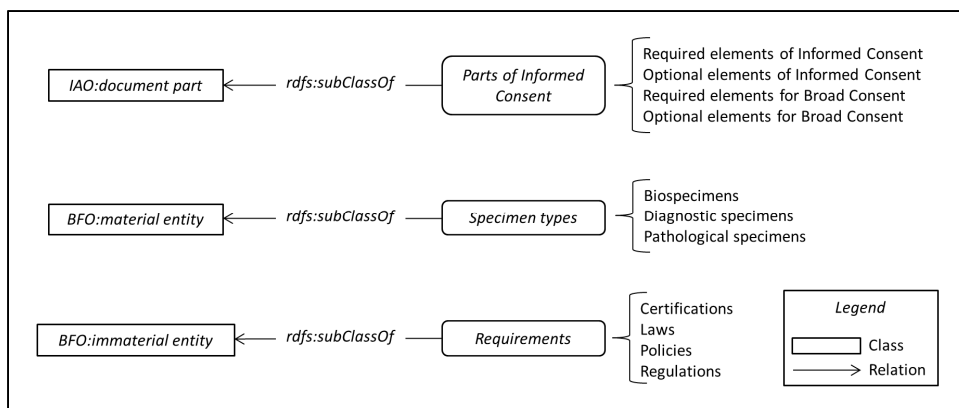 IAO:document part
rdfs:subClassOf
Parts of Informed
Consent
Required elements of Informed Consent
Optional elements of Informed Consent
Required elements for Broad Consent
Optional elements for Broad Consent
BFO:material entity
rdfs:subClassOf
Specimen types
Biospecimens
Diagnostic specimens
Pathological specimens
BFO:immaterial entity
rdfs:subClassOf
Requirements
Certifications
Laws
Policies
Regulations
Legend
Class
Relation